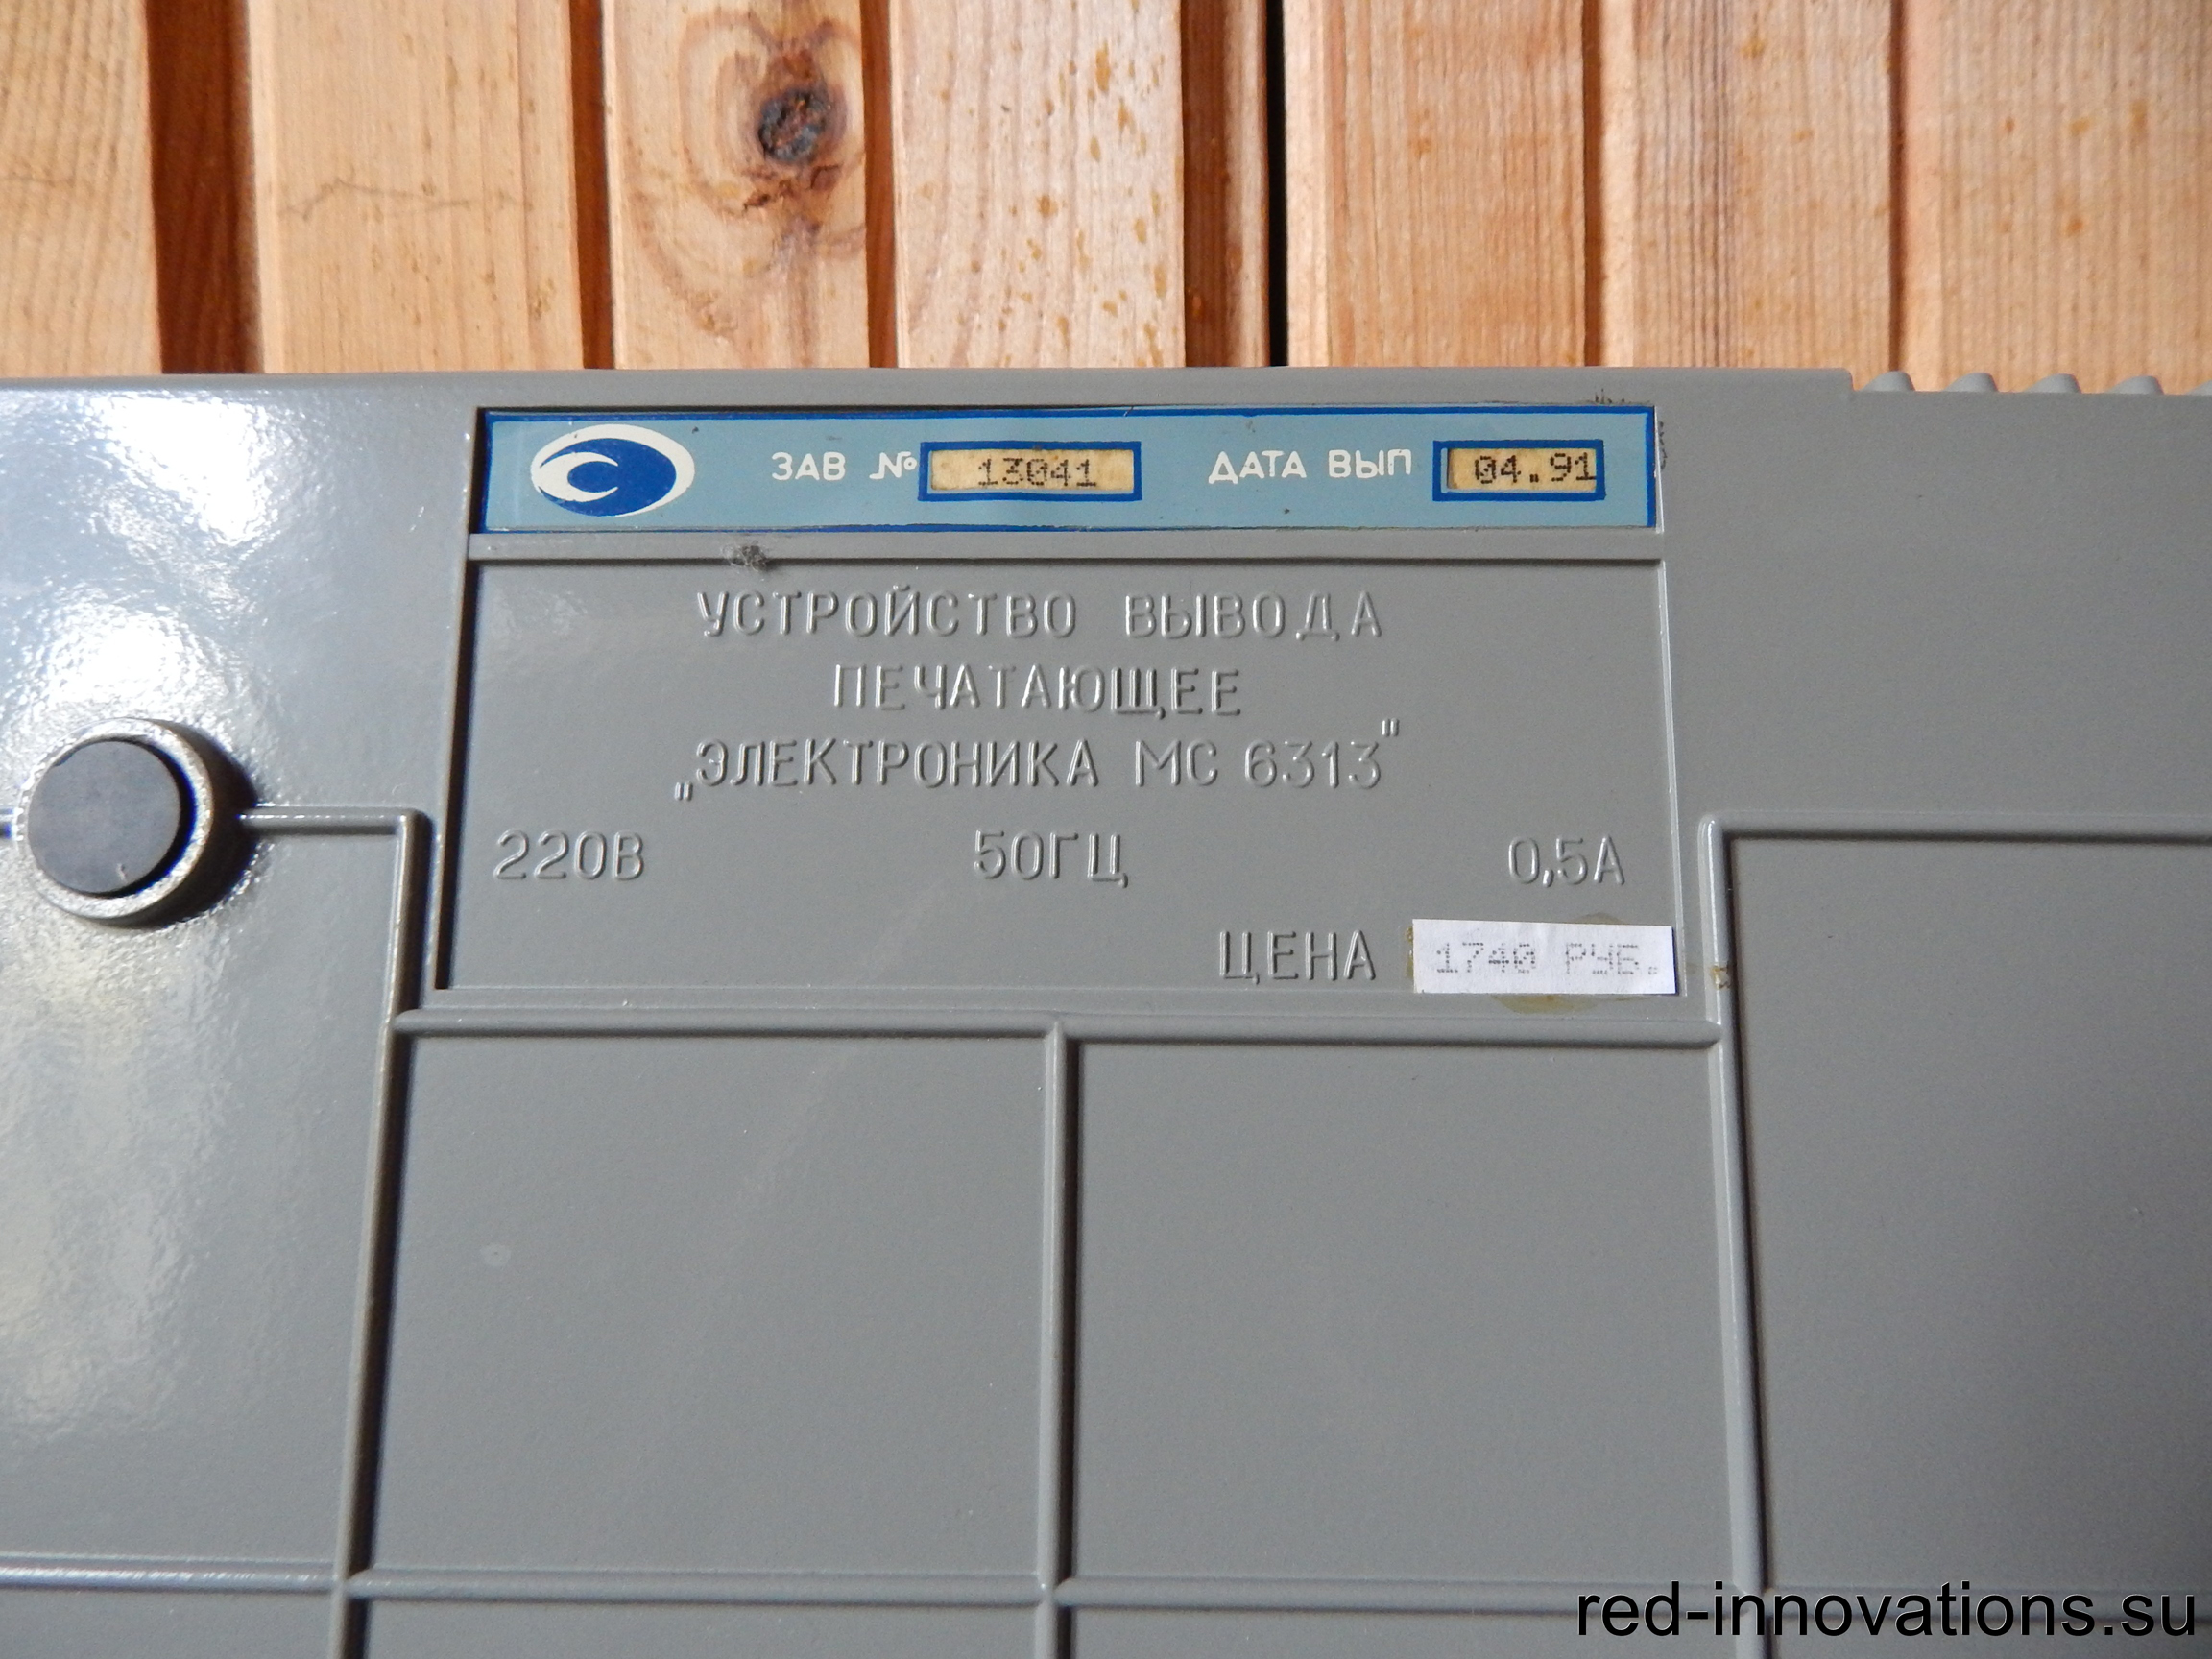 ЗАВ № 13041 ДАТА ВЫП 04.91
УСТРОЙСТВО ВЫВОДА
ПЕЧАТАЮЩЕЕ
„ЭЛЕКТРОНИКА МС 6313"
220В 50ГЦ 0,5А
ЦЕНА 1740 РУБ.
red-innovations.su